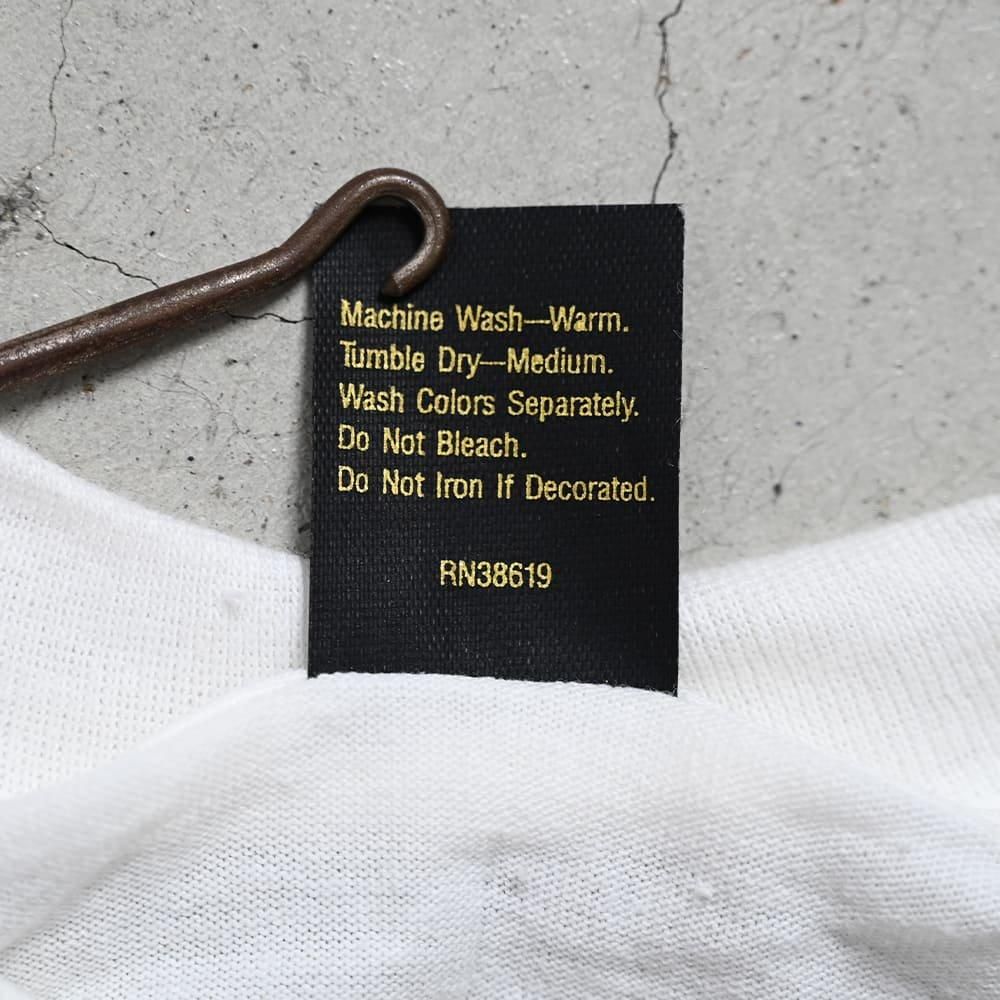 Machine Wash—Warm.
Tumble Dry—Medium.
Wash Colors Separately.
Do Not Bleach.
Do Not Iron If Decorated.
RN38619